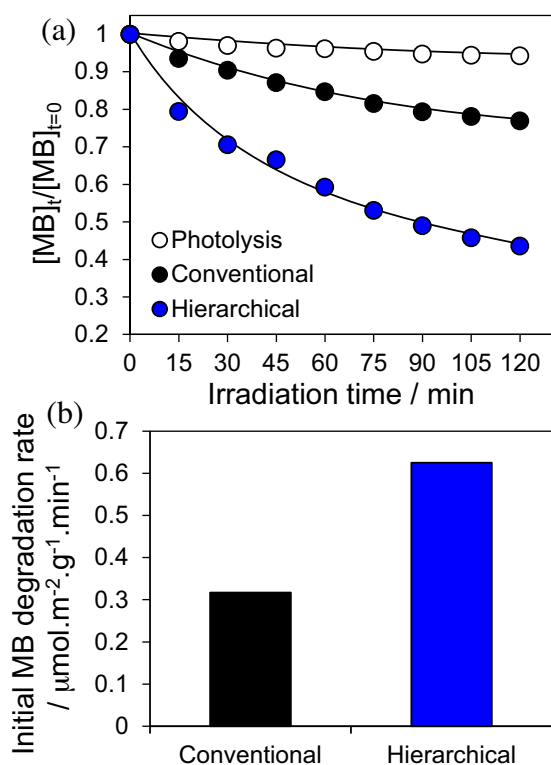 (a)
[MB]t/[MB]t=0
1
0.9
0.8
0.7
0.6
0.5
0.4
0.3
0.2
Photolysis
Conventional
Hierarchical
0 15 30 45 60 75 90 105 120
Irradiation time / min
(b)
Initial MB degradation rate
/ μmol.m-2.g-1.min-1
0.7
0.6
0.5
0.4
0.3
0.2
0.1
0
Conventional Hierarchical